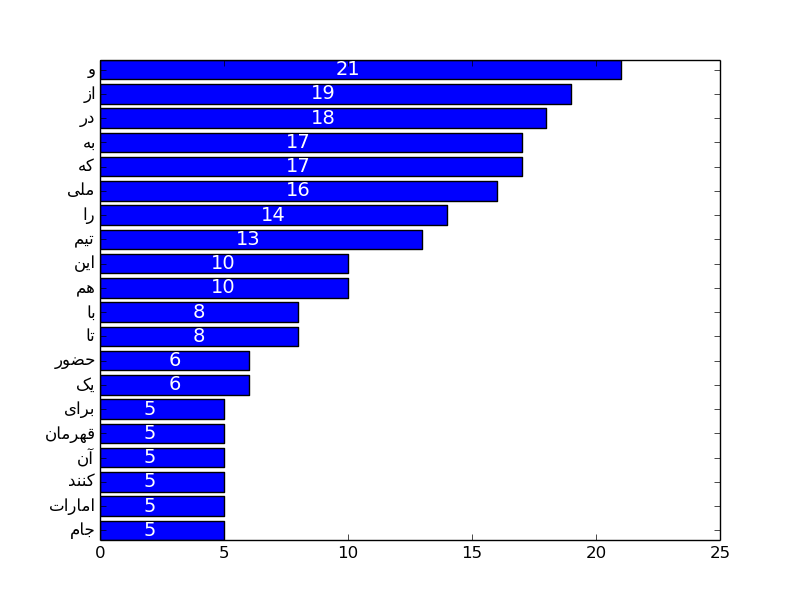 و 21
از 19
در 18
به 17
که 17
ملی 16
را 14
تیم 13
این 10
هم 10
با 8
تا 8
حضور 6
یک 6
برای 5
قهرمان 5
آن 5
کنند 5
امارات 5
جام 5
0 5 10 15 20 25